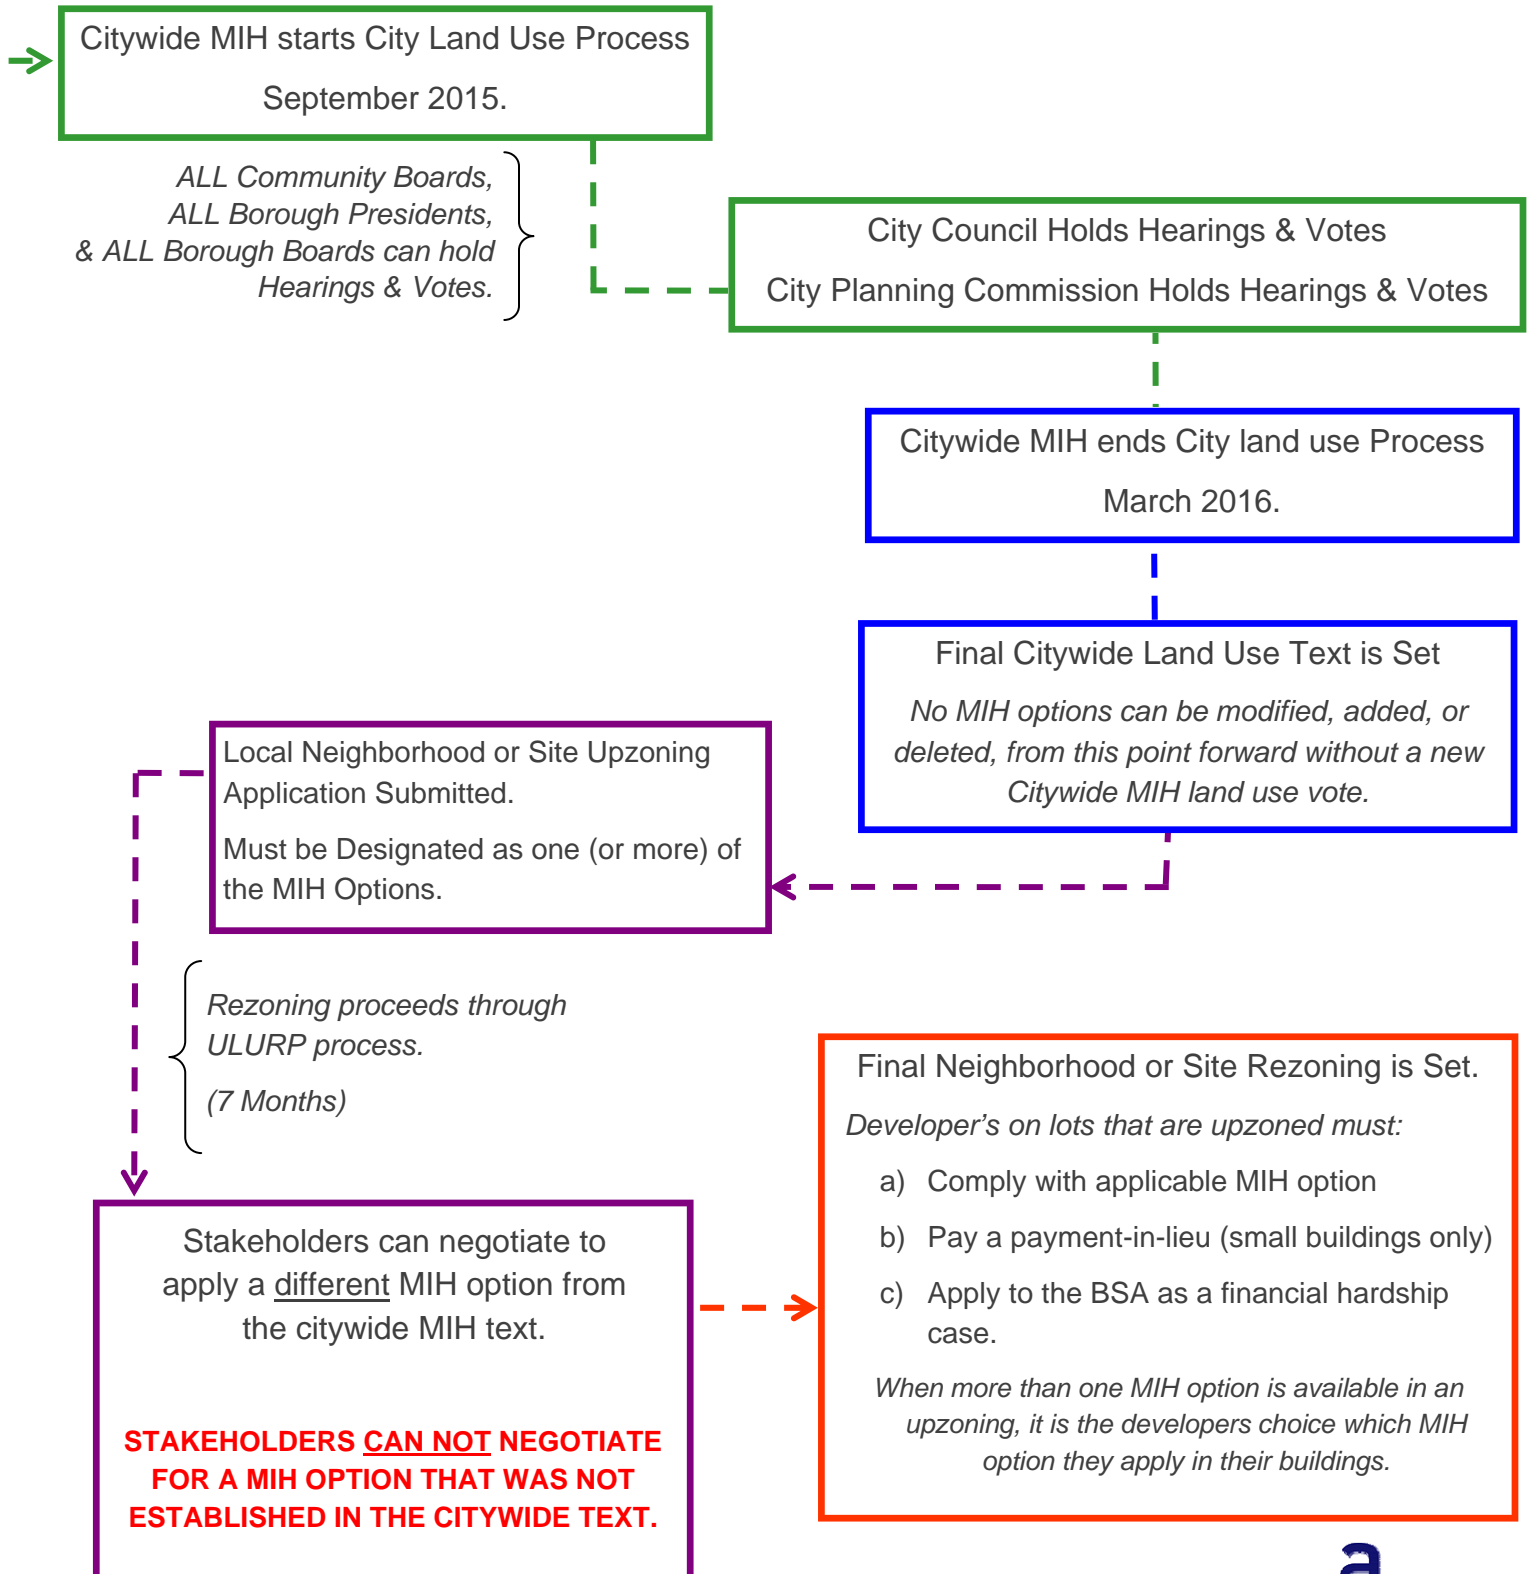 Citywide MIH starts City Land Use Process
September 2015.
ALL Community Boards,
ALL Borough Presidents,
& ALL Borough Boards can hold
Hearings & Votes.
City Council Holds Hearings & Votes
City Planning Commission Holds Hearings & Votes
Citywide MIH ends City land use Process
March 2016.
Final Citywide Land Use Text is Set
No MIH options can be modified, added, or
deleted, from this point forward without a new
Citywide MIH land use vote.
Local Neighborhood or Site Upzoning
Application Submitted.
Must be Designated as one (or more) of
the MIH Options.
Rezoning proceeds through
ULURP process.
(7 Months)
Stakeholders can negotiate to
apply a different MIH option from
the citywide MIH text.
STAKEHOLDERS CAN NOT NEGOTIATE
FOR A MIH OPTION THAT WAS NOT
ESTABLISHED IN THE CITYWIDE TEXT.
Final Neighborhood or Site Rezoning is Set.
Developer’s on lots that are upzoned must:
a) Comply with applicable MIH option
b) Pay a payment-in-lieu (small buildings only)
c) Apply to the BSA as a financial hardship
case.
When more than one MIH option is available in an
upzoning, it is the developers choice which MIH
option they apply in their buildings.
a